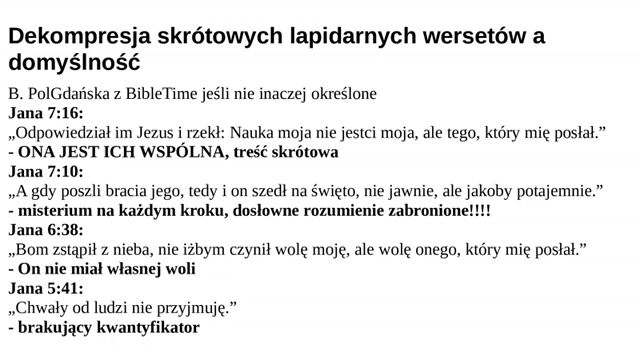 Dekompresja skrótowych lapidarnych wersetów a
domyślność
B. PolGdańska z BibleTime jeśli nie inaczej określone
Jana 7:16:
„Odpowiedział im Jezus i rzekł: Nauka moja nie jestci moja, ale tego, który mię posłał.”
- ONA JEST ICH WSPÓLNA, treść skrótowa
Jana 7:10:
„A gdy poszli bracia jego, tedy i on szedł na święto, nie jawnie, ale jakoby potajemnie.”
- misterium na każdym kroku, dosłowne rozumienie zabronione!!!!
Jana 6:38:
„Bom zstąpił z nieba, nie iżbym czynił wolę moję, ale wolę onego, który mię posłał.”
- On nie miał własnej woli
Jana 5:41:
„Chwały od ludzi nie przyjmuję.”
- brakujący kwantyfikator